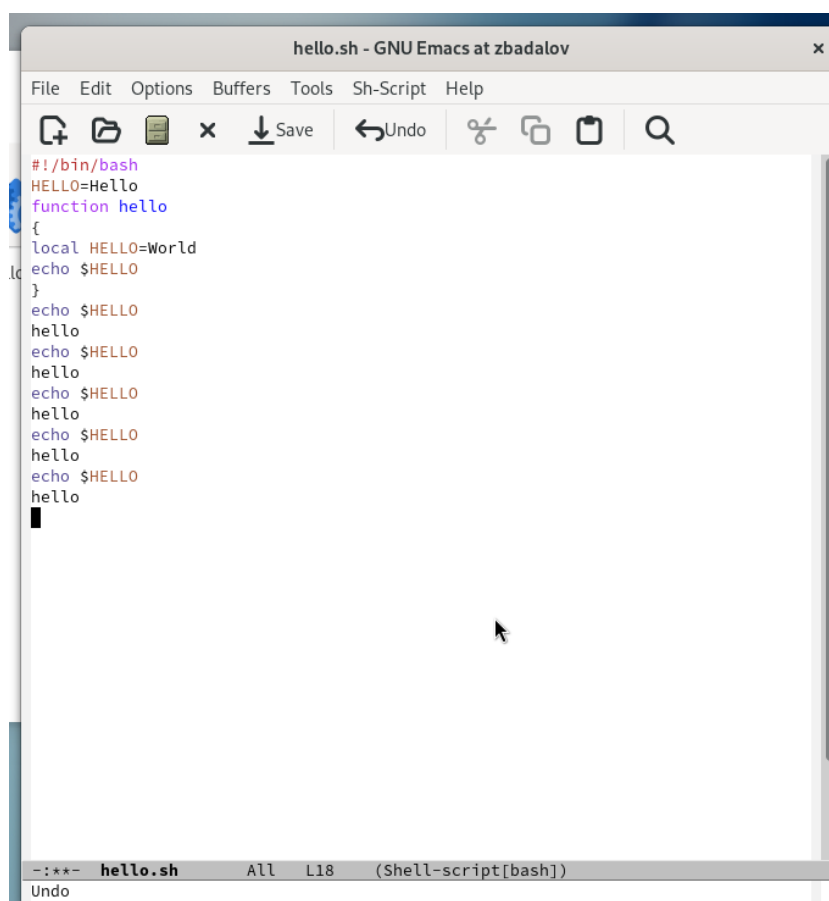 hello.sh - GNU Emacs at zbadalov
File Edit Options Buffers Tools Sh-Script Help
Save Undo
#!/bin/bash
HELLO=Hello
function hello
{
local HELLO=World
echo $HELLO
}
echo $HELLO
hello
echo $HELLO
hello
echo $HELLO
hello
echo $HELLO
hello
echo $HELLO
hello
-:**- hello.sh All L18 (Shell-script[bash])
Undo